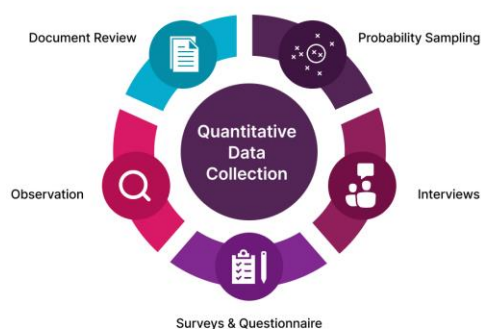 Document Review
Probability Sampling
Quantitative
Data
Collection
Observation
Interviews
Surveys & Questionnaire